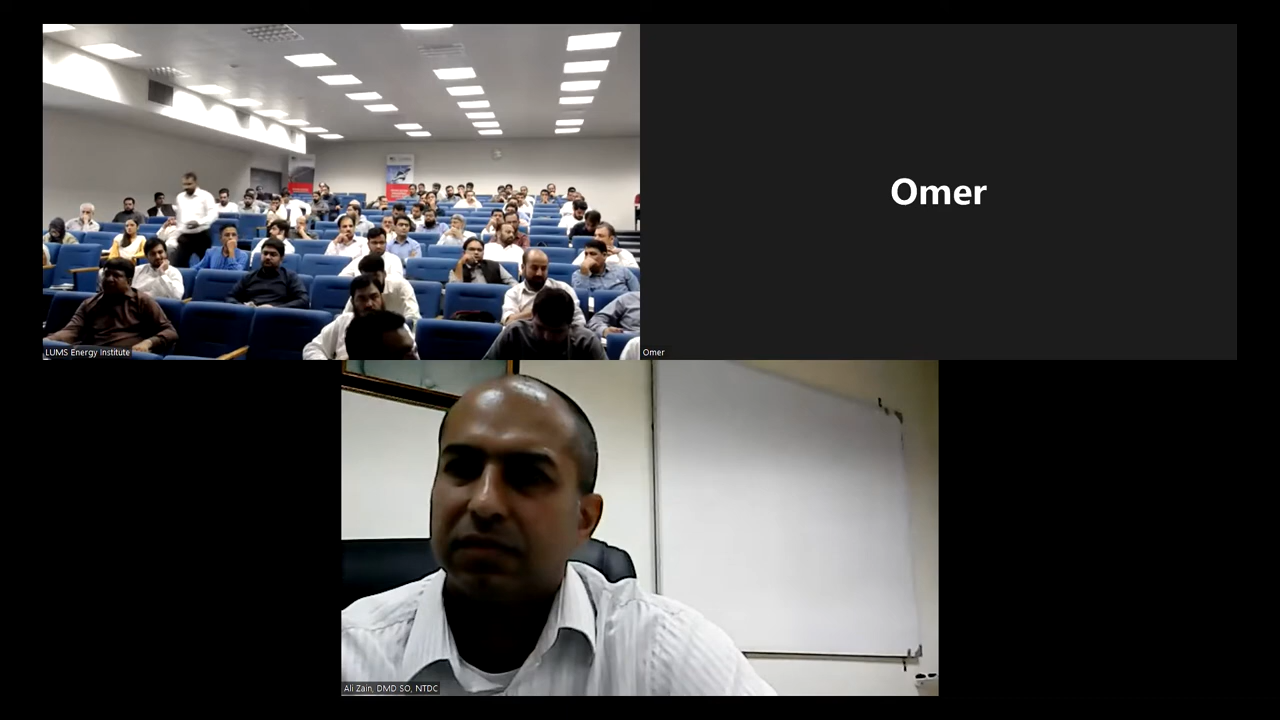 LUMS Energy Institute
Omer
Omer
Ali Zain, DMD SO, NTDC